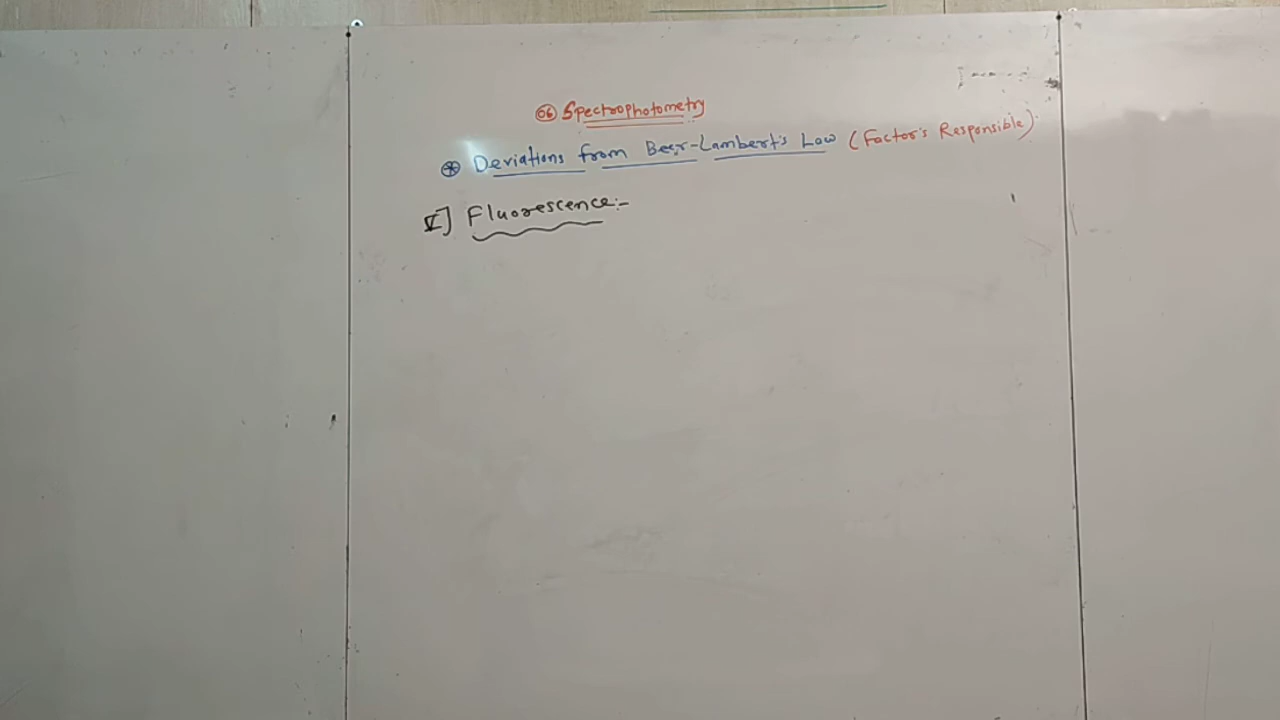 06 Spectrophotometry
⊛ Deviations from Beer-Lambert's Law (Factor's Responsible)
V] Fluorescence:-